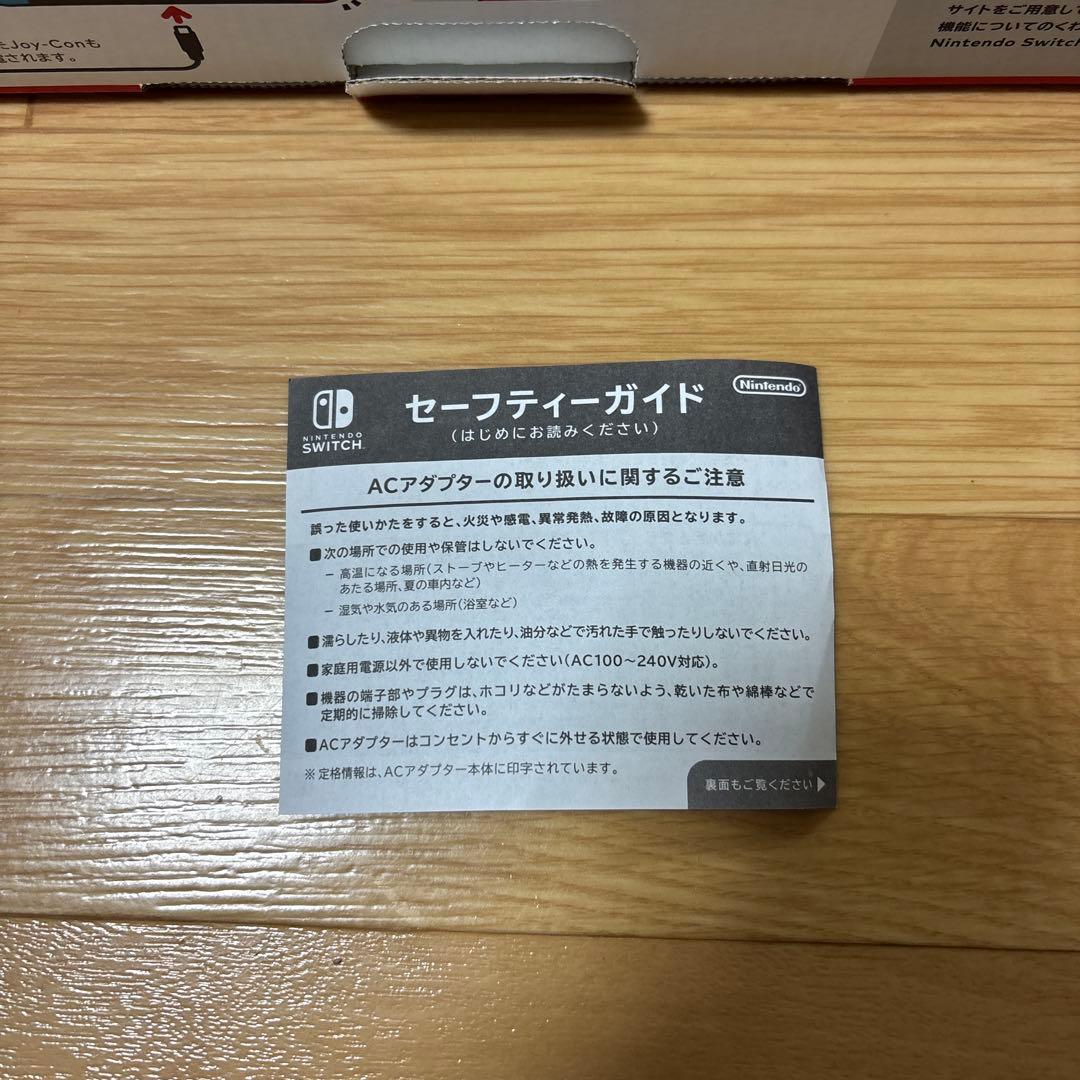 Joy-Conも
されます。
サイトをご用意して
機能についてのくわ
Nintendo Switch
NINTENDO
SWITCH™
セーフティーガイド
Nintendo
(はじめにお読みください)
ACアダプターの取り扱いに関するご注意
誤った使いかたをすると、火災や感電、異常発熱、故障の原因となります。
■次の場所での使用や保管はしないでください。
− 高温になる場所(ストーブやヒーターなどの熱を発生する機器の近くや、直射日光の
あたる場所、夏の車内など)
− 湿気や水気のある場所(浴室など)
■濡らしたり、液体や異物を入れたり、油分などで汚れた手で触ったりしないでください。
■家庭用電源以外で使用しないでください(AC100～240V対応)。
■機器の端子部やプラグは、ホコリなどがたまらないよう、乾いた布や綿棒などで
定期的に掃除してください。
■ACアダプターはコンセントからすぐに外せる状態で使用してください。
※定格情報は、ACアダプター本体に印字されています。
裏面もご覧ください▶